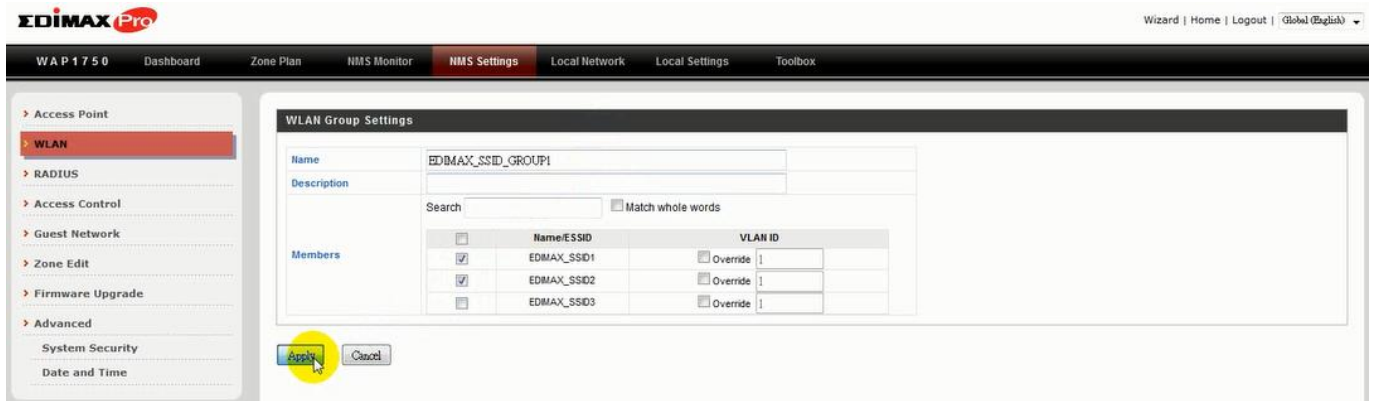 EDIMAX Pro
Wizard | Home | Logout | Global (English)
WAP1750 Dashboard Zone Plan NMS Monitor NMS Settings Local Network Local Settings Toolbox
Access Point
WLAN
RADIUS
Access Control
Guest Network
Zone Edit
Firmware Upgrade
Advanced
System Security
Date and Time
WLAN Group Settings
Name EDIMAX_SSID_GROUP1
Description
Search Match whole words
Members
Name/ESSID VLAN ID
EDIMAX_SSID1 Override 1
EDIMAX_SSID2 Override 1
EDIMAX_SSID3 Override 1
Apply Cancel